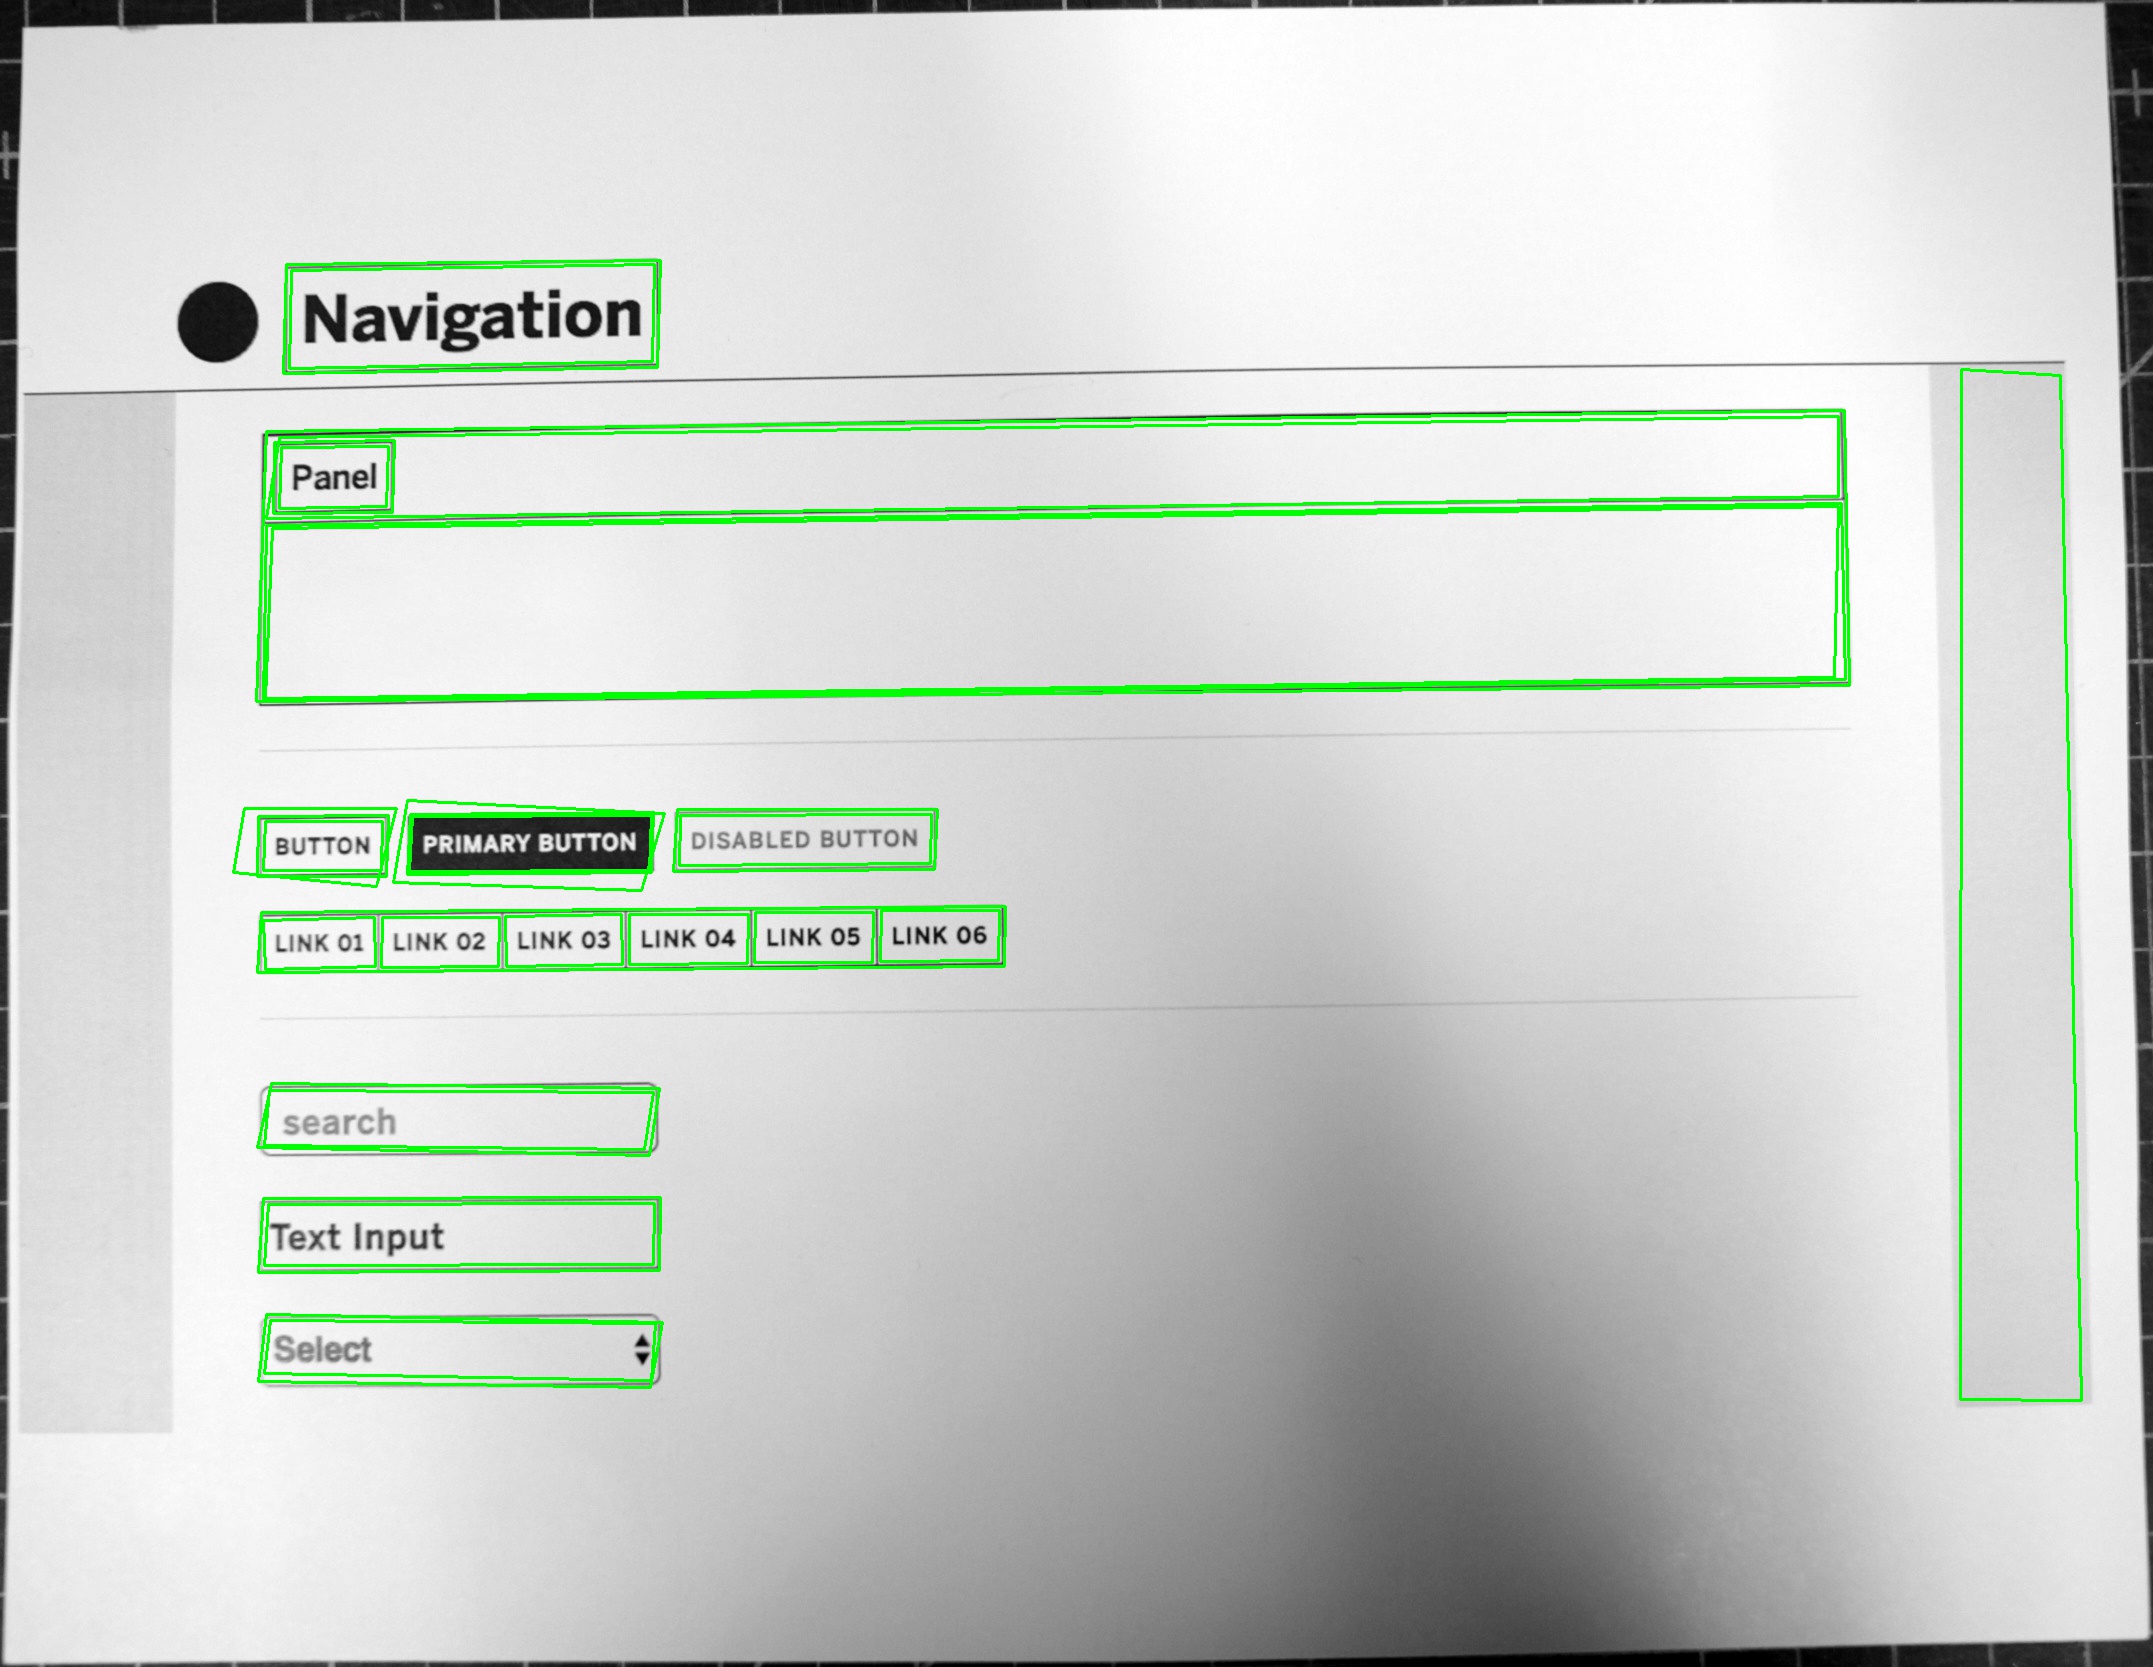 Navigation
Panel
BUTTON PRIMARY BUTTON DISABLED BUTTON
LINK 01 LINK 02 LINK 03 LINK 04 LINK 05 LINK 06
search
Text Input
Select